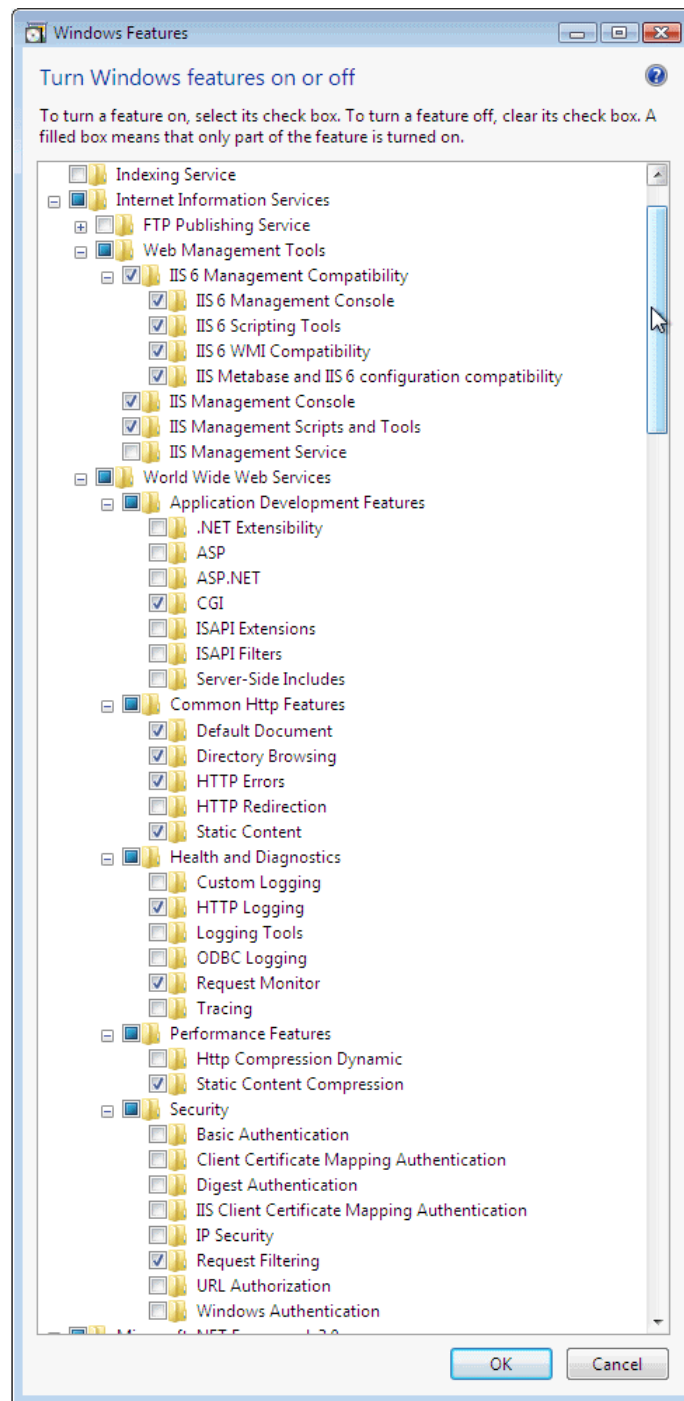 Windows Features
Turn Windows features on or off
To turn a feature on, select its check box. To turn a feature off, clear its check box. A
filled box means that only part of the feature is turned on.
Indexing Service
Internet Information Services
FTP Publishing Service
Web Management Tools
IIS 6 Management Compatibility
IIS 6 Management Console
IIS 6 Scripting Tools
IIS 6 WMI Compatibility
IIS Metabase and IIS 6 configuration compatibility
IIS Management Console
IIS Management Scripts and Tools
IIS Management Service
World Wide Web Services
Application Development Features
.NET Extensibility
ASP
ASP.NET
CGI
ISAPI Extensions
ISAPI Filters
Server-Side Includes
Common Http Features
Default Document
Directory Browsing
HTTP Errors
HTTP Redirection
Static Content
Health and Diagnostics
Custom Logging
HTTP Logging
Logging Tools
ODBC Logging
Request Monitor
Tracing
Performance Features
Http Compression Dynamic
Static Content Compression
Security
Basic Authentication
Client Certificate Mapping Authentication
Digest Authentication
IIS Client Certificate Mapping Authentication
IP Security
Request Filtering
URL Authorization
Windows Authentication
OK
Cancel